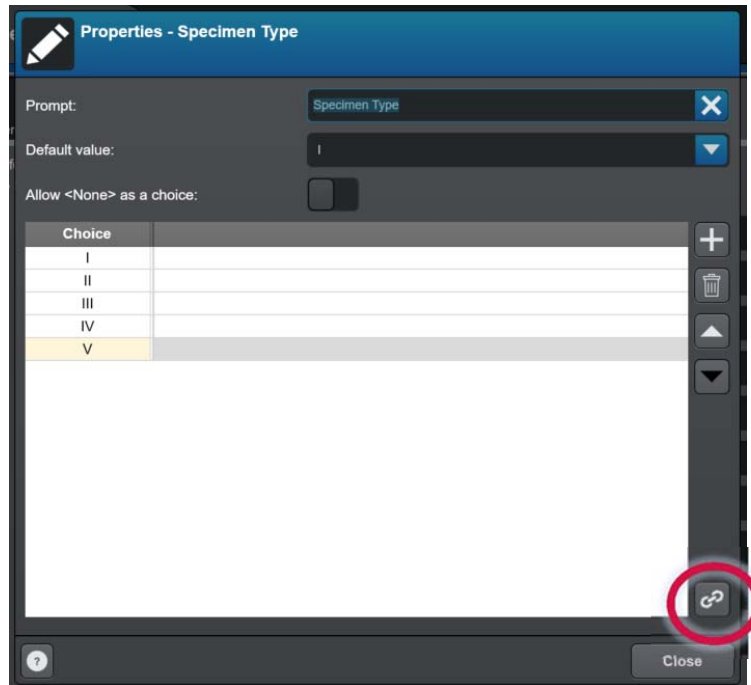 Properties - Specimen Type
Prompt:
Specimen Type
Default value:
I
Allow <None> as a choice:
Choice
I
II
III
IV
V
?
Close